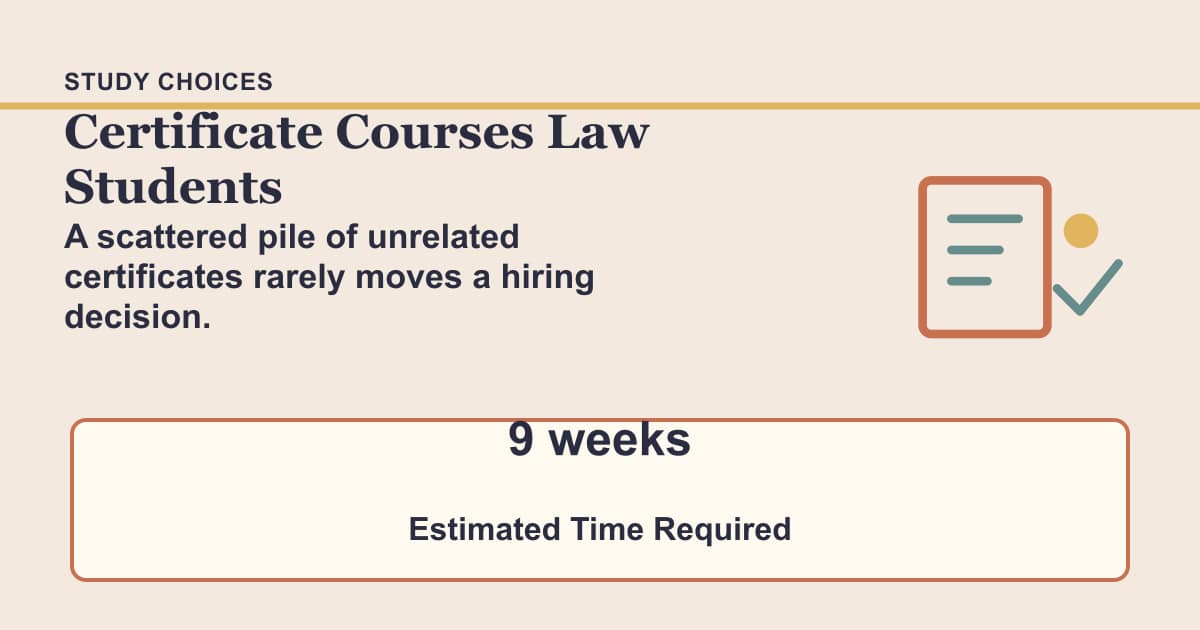 STUDY CHOICES
Certificate Courses Law
Students
A scattered pile of unrelated
certificates rarely moves a hiring
decision.
9 weeks
Estimated Time Required